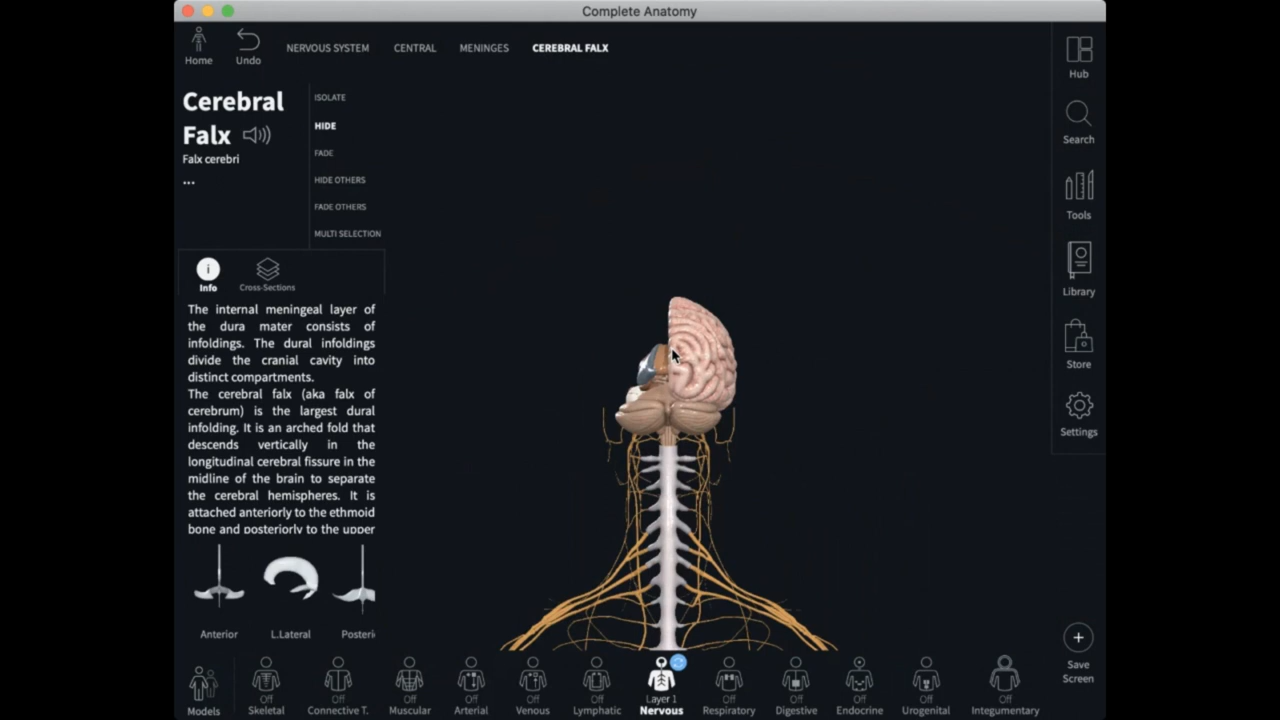 Complete Anatomy
Home
Undo
NERVOUS SYSTEM
CENTRAL
MENINGES
CEREBRAL FALX
Cerebral
Falx
Falx cerebri
...
ISOLATE
HIDE
FADE
HIDE OTHERS
FADE OTHERS
MULTI SELECTION
i
Info
Cross-Sections
The internal meningeal layer of
the dura mater consists of
infoldings. The dural infoldings
divide the cranial cavity into
distinct compartments.
The cerebral falx (aka falx of
cerebrum) is the largest dural
infolding. It is an arched fold that
descends vertically in the
longitudinal cerebral fissure in the
midline of the brain to separate
the cerebral hemispheres. It is
attached anteriorly to the ethmoid
bone and posteriorly to the upper
Anterior
L.Lateral
Posteri
Hub
Search
Tools
Library
Store
Settings
Save
Screen
Models
Off
Skeletal
Off
Connective T.
Off
Muscular
Off
Arterial
Off
Venous
Off
Lymphatic
Layer 1
Nervous
Off
Respiratory
Off
Digestive
Off
Endocrine
Off
Urogenital
Off
Integumentary